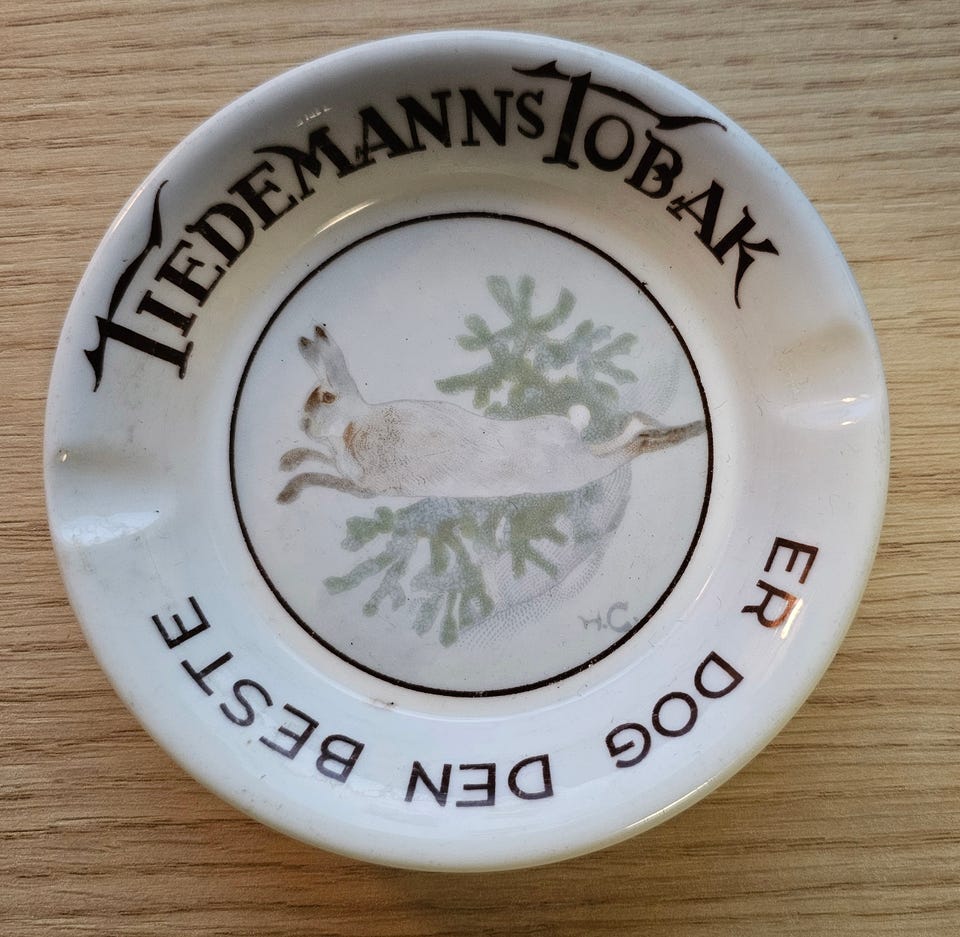 TIEDEMANNS TOBAK
H.C.
ER DOG DEN BESTE